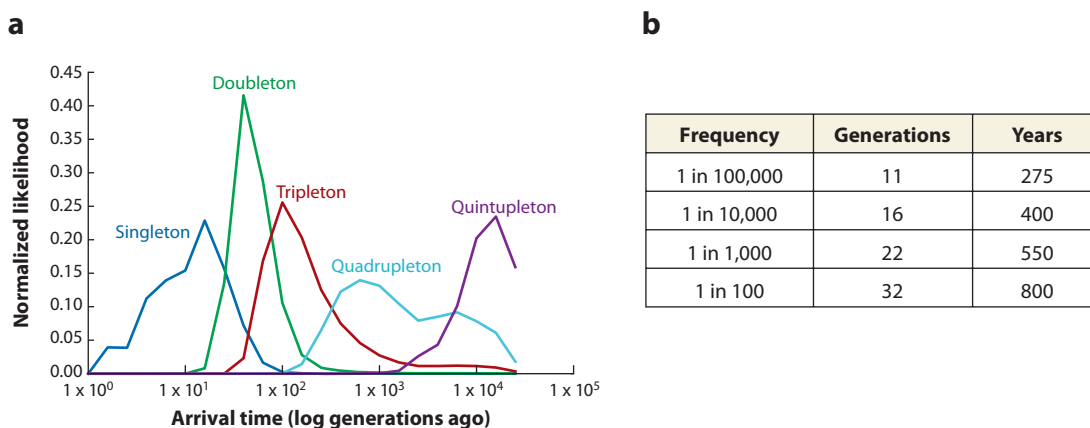 a
0.45
0.40
0.35
0.30
0.25
0.20
0.15
0.10
0.05
0.00
Normalized likelihood
Singleton
Doubleton
Tripleton
Quadrupleton
Quintupleton
1 x 10⁰ 1 x 10¹ 1 x 10² 1 x 10³ 1 x 10⁴ 1 x 10⁵
Arrival time (log generations ago)
b
Frequency Generations Years
1 in 100,000 11 275
1 in 10,000 16 400
1 in 1,000 22 550
1 in 100 32 800